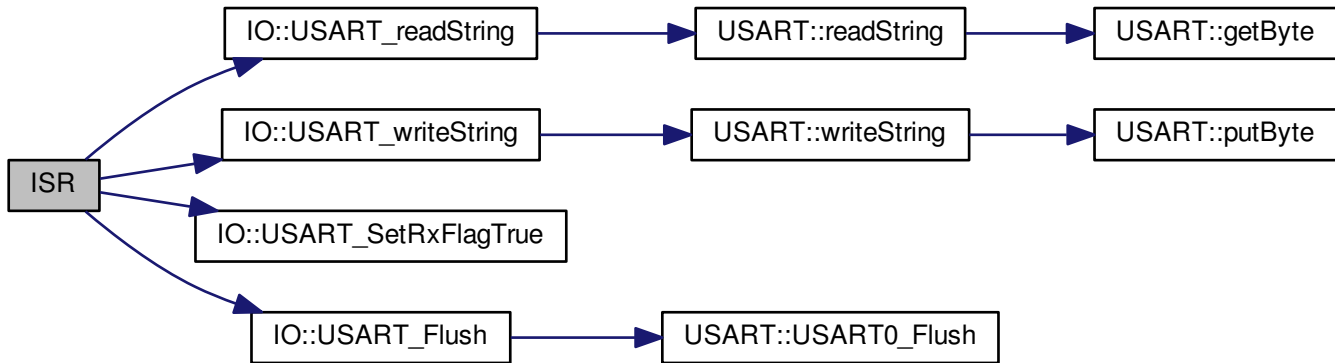 IO::USART_readString
USART::readString
USART::getByte
IO::USART_writeString
USART::writeString
USART::putByte
ISR
IO::USART_SetRxFlagTrue
IO::USART_Flush
USART::USART0_Flush